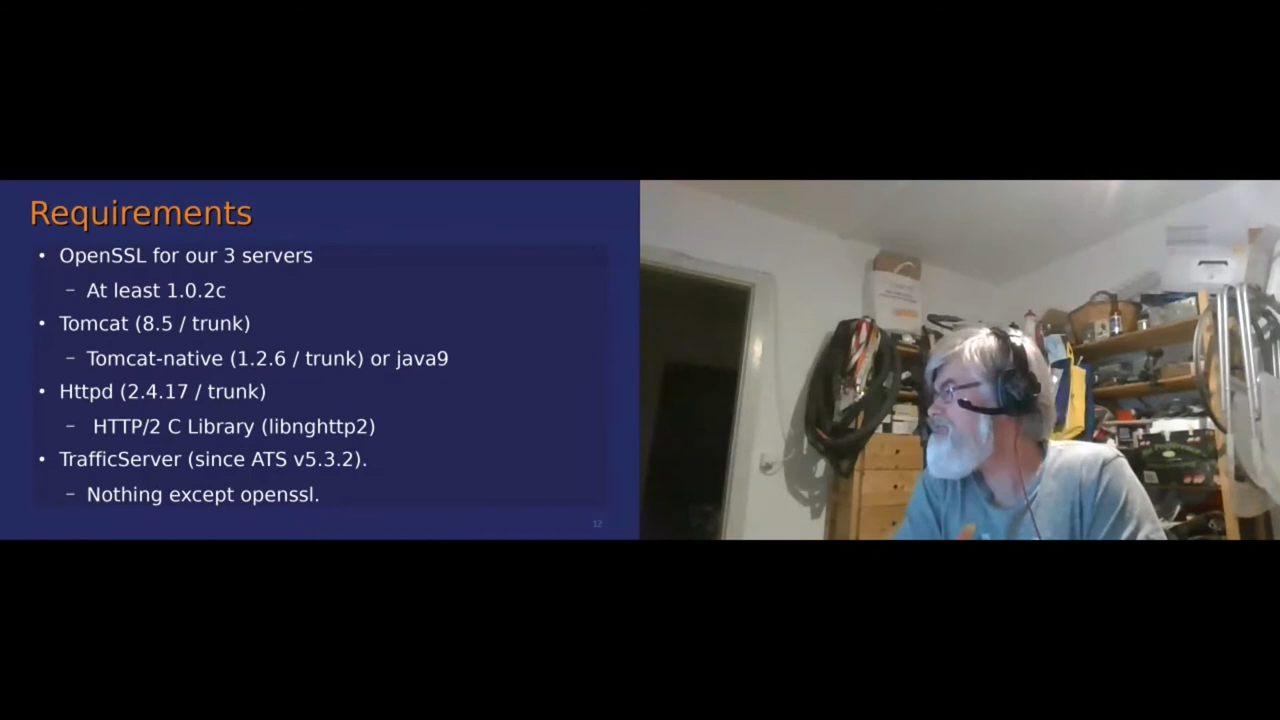 Requirements
• OpenSSL for our 3 servers
– At least 1.0.2c
• Tomcat (8.5 / trunk)
– Tomcat-native (1.2.6 / trunk) or java9
• Httpd (2.4.17 / trunk)
– HTTP/2 C Library (libnghttp2)
• TrafficServer (since ATS v5.3.2).
– Nothing except openssl.
12